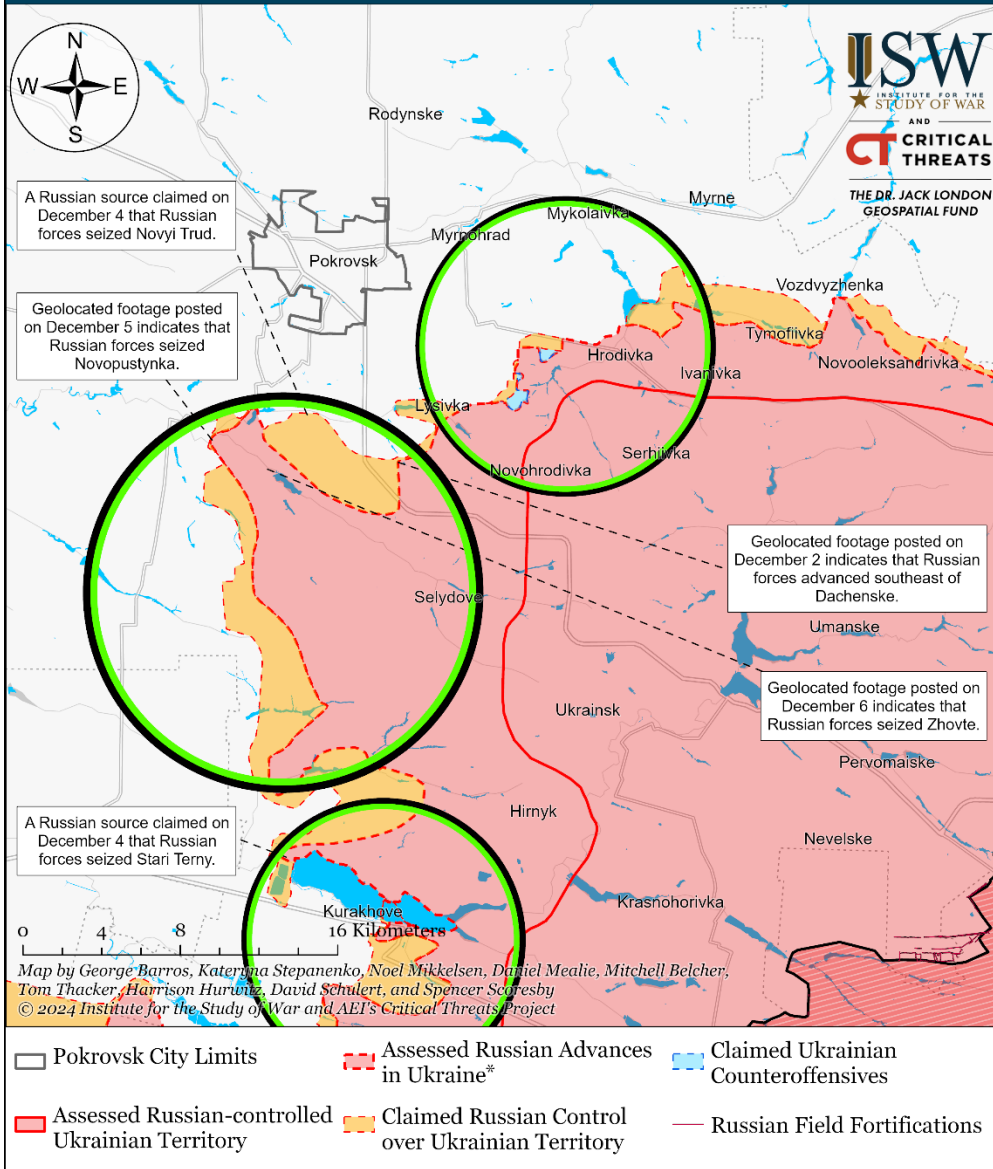 N
W E
S
ISW
INSTITUTE FOR THE
STUDY OF WAR
AND
CT CRITICAL
THREATS
THE DR. JACK LONDON
GEOSPATIAL FUND
Rodynske
Myrne
Mykolaivka
Myrnohrad
Pokrovsk
A Russian source claimed on
December 4 that Russian
forces seized Novyi Trud.
Geolocated footage posted
on December 5 indicates that
Russian forces seized
Novopustynka.
Vozdvyzhenka
Tymofiivka
Hrodivka
Ivanivka
Novooleksandrivka
Lysivka
Serhiivka
Novohrodivka
Geolocated footage posted on
December 2 indicates that Russian
forces advanced southeast of
Dachenske.
Selydove
Umanske
Geolocated footage posted on
December 6 indicates that
Russian forces seized Zhovte.
Ukrainsk
Pervomaiske
Hirnyk
Nevelske
A Russian source claimed on
December 4 that Russian
forces seized Stari Terny.
Krasnohorivka
Kurakhove
0 4 8 16 Kilometers
Map by George Barros, Kateryna Stepanenko, Noel Mikkelsen, Daniel Mealie, Mitchell Belcher,
Tom Thacker, Harrison Hurwitz, David Schulert, and Spencer Scoresby
© 2024 Institute for the Study of War and AEI's Critical Threats Project
Pokrovsk City Limits
Assessed Russian Advances
in Ukraine*
Claimed Ukrainian
Counteroffensives
Assessed Russian-controlled
Ukrainian Territory
Claimed Russian Control
over Ukrainian Territory
Russian Field Fortifications